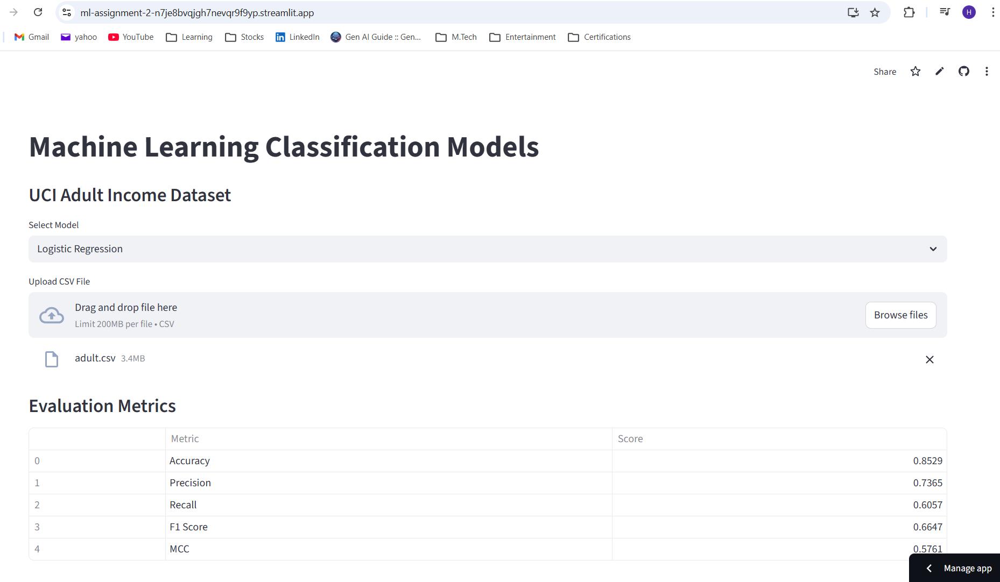 ml-assignment-2-n7je8bvqjgh7nevqr9f9yp.streamlit.app
H
Gmail yahoo YouTube Learning Stocks LinkedIn Gen AI Guide :: Gen... M.Tech Entertainment Certifications
Share
Machine Learning Classification Models
UCI Adult Income Dataset
Select Model
Logistic Regression
Upload CSV File
Drag and drop file here
Limit 200MB per file • CSV
Browse files
adult.csv 3.4MB
Evaluation Metrics
Metric Score
0 Accuracy 0.8529
1 Precision 0.7365
2 Recall 0.6057
3 F1 Score 0.6647
4 MCC 0.5761
Manage app